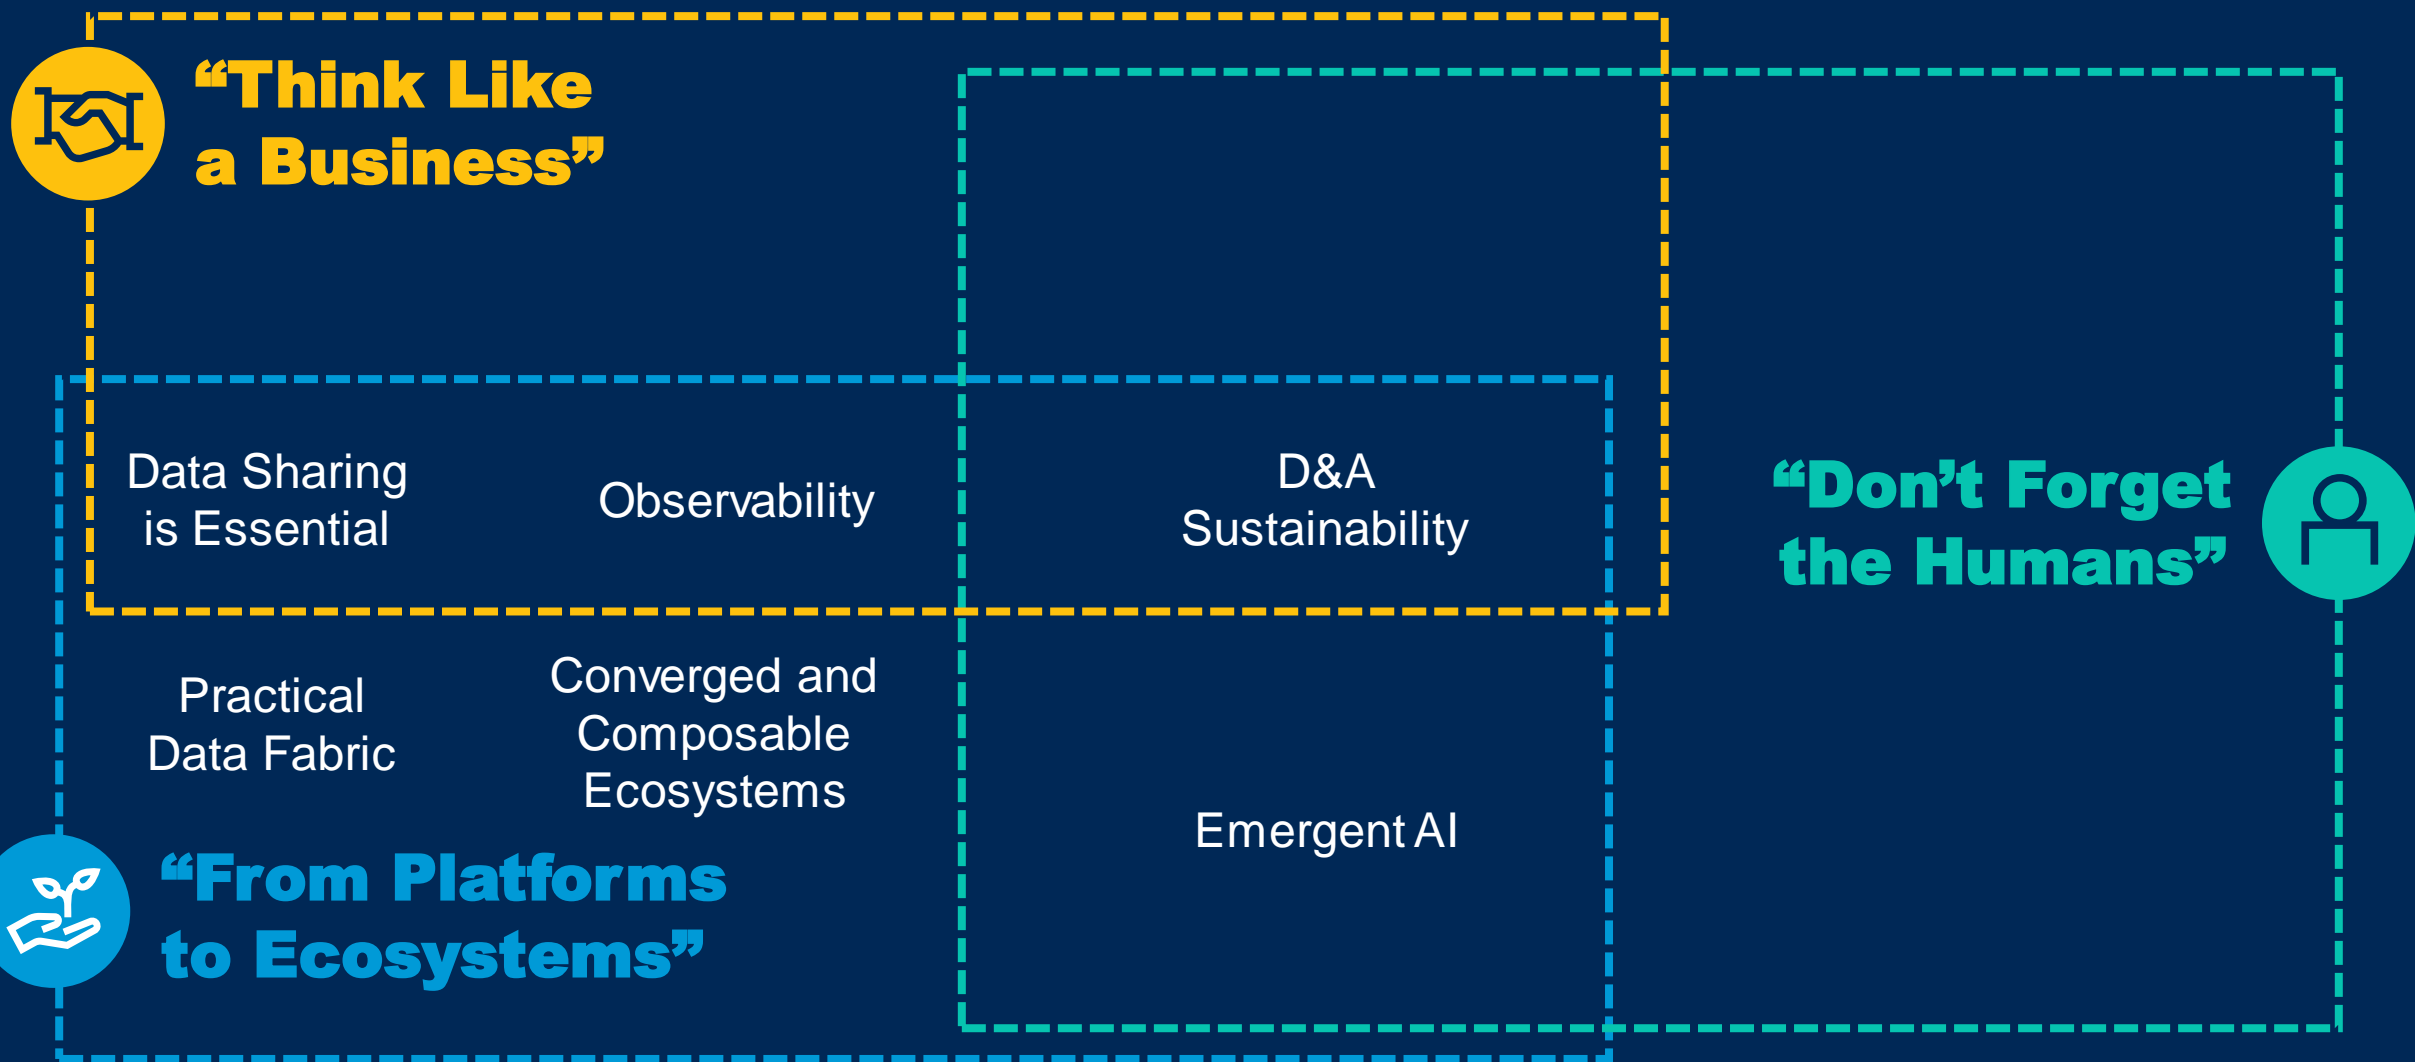 “Think Like
a Business”
Data Sharing
is Essential
Observability
D&A
Sustainability
“Don’t Forget
the Humans”
Practical
Data Fabric
Converged and
Composable
Ecosystems
Emergent AI
“From Platforms
to Ecosystems”